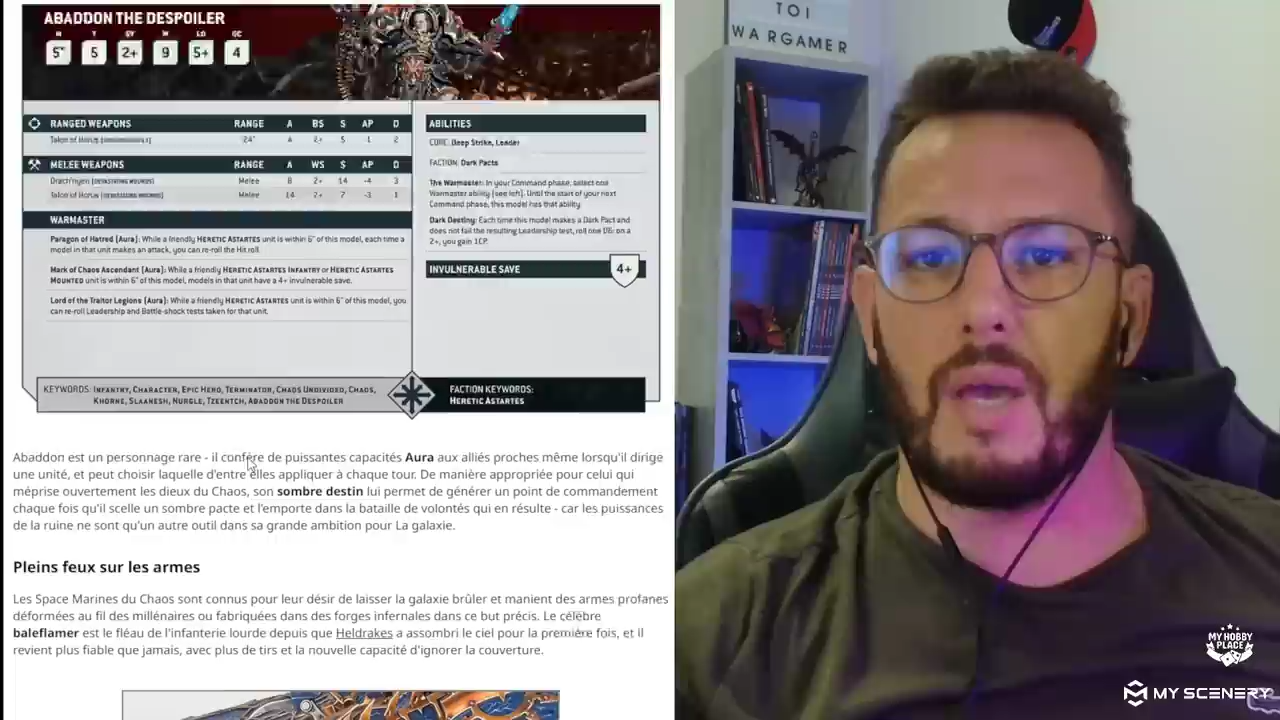 ABADDON THE DESPOILER
M T SV W LD OC
5" 5 2+ 9 5+ 4
RANGED WEAPONS RANGE A BS S AP D
Talon of Horus 24" 4 2+ 5 2
MELEE WEAPONS RANGE A WS S AP D
Drach'nyen [DEVASTATING WOUNDS] Melee 8 2+ 14 -4 3
Talon of Horus [DEVASTATING WOUNDS] Melee 14 2+ 7 -3 1
WARMASTER
Paragon of Hatred (Aura): While a friendly HERETIC ASTARTES unit is within 6" of this model, each time a
model in that unit makes an attack, you can re-roll the Hit roll.
Mark of Chaos Ascendant (Aura): While a friendly HERETIC ASTARTES INFANTRY or HERETIC ASTARTES
MOUNTED unit is within 6" of this model, models in that unit have a 4+ invulnerable save.
Lord of the Traitor Legions (Aura): While a friendly HERETIC ASTARTES unit is within 6" of this model, you
can re-roll Leadership and Battle-shock tests taken for that unit.
ABILITIES
CORE: Deep Strike, Leader
FACTION: Dark Pacts
The Warmaster: In your Command phase, select one
Warmaster ability (see left). Until the start of your next
Command phase, this model has that ability.
Dark Destiny: Each time this model makes a Dark Pact and
does not fail the resulting Leadership test, roll one D6: on a
2+, you gain 1CP.
INVULNERABLE SAVE 4+
KEYWORDS: INFANTRY, CHARACTER, EPIC HERO, TERMINATOR, CHAOS UNDIVIDED, CHAOS,
KHORNE, SLAANESH, NURGLE, TZEENTCH, ABADDON THE DESPOILER
FACTION KEYWORDS:
HERETIC ASTARTES
Abaddon est un personnage rare - il confère de puissantes capacités Aura aux alliés proches même lorsqu'il dirige
une unité, et peut choisir laquelle d'entre elles appliquer à chaque tour. De manière appropriée pour celui qui
méprise ouvertement les dieux du Chaos, son sombre destin lui permet de générer un point de commandement
chaque fois qu'il scelle un sombre pacte et l'emporte dans la bataille de volontés qui en résulte - car les puissances
de la ruine ne sont qu'un autre outil dans sa grande ambition pour La galaxie.
Pleins feux sur les armes
Les Space Marines du Chaos sont connus pour leur désir de laisser la galaxie brûler et manient des armes profanes
déformées au fil des millénaires ou fabriquées dans des forges infernales dans ce but précis. Le célèbre
baleflamer est le fléau de l'infanterie lourde depuis que Heldrakes a assombri le ciel pour la première fois, et il
revient plus fiable que jamais, avec plus de tirs et la nouvelle capacité d'ignorer la couverture.
TOI
WARGAMER
MY HOBBY
PLACE
MY SCENERY